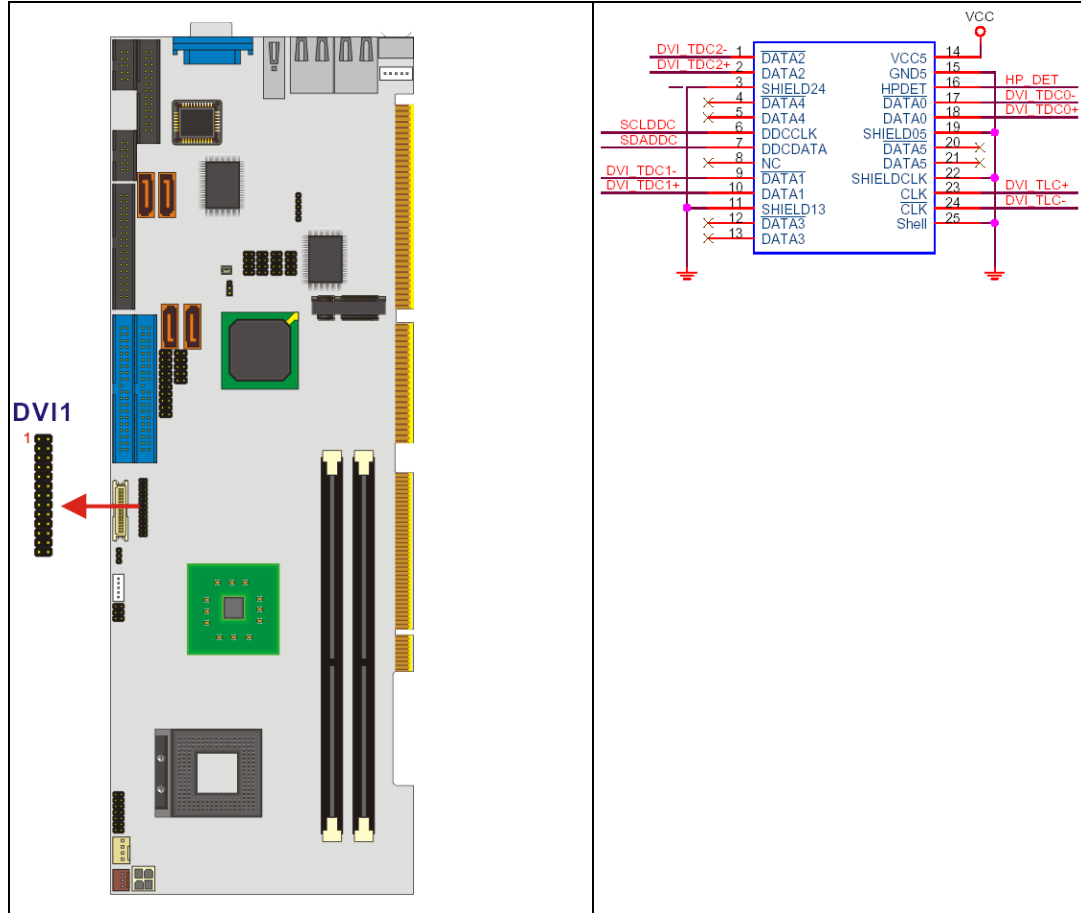 DVI1
1
VCC
DVI_TDC2- 1 DATA2 VCC5 14
DVI_TDC2+ 2 DATA2 GND5 15
3 SHIELD24 HPDET 16 HP_DET
4 DATA4 DATA0 17 DVI_TDC0-
5 DATA4 DATA0 18 DVI_TDC0+
SCLDDC 6 DDCCLK SHIELD05 19
SDADDC 7 DDCDATA DATA5 20
8 NC DATA5 21
DVI_TDC1- 9 DATA1 SHIELDCLK 22
DVI_TDC1+ 10 DATA1 CLK 23 DVI_TLC+
11 SHIELD13 CLK 24 DVI_TLC-
12 DATA3 Shell 25
13 DATA3